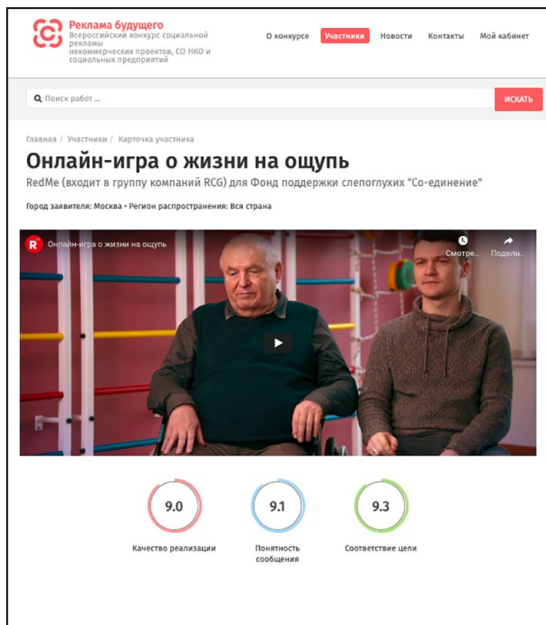 Реклама будущего
Всероссийский конкурс социальной
рекламы
некоммерческих проектов, СО НКО и
социальных предприятий
О конкурсе
Участники
Новости
Контакты
Мой кабинет
Поиск работ ...
ИСКАТЬ
Главная / Участники / Карточка участника
Онлайн-игра о жизни на ощупь
RedMe (входит в группу компаний RCG) для Фонд поддержки слепоглухих "Со-единение"
Город заявителя: Москва • Регион распространения: Вся страна
R
Онлайн-игра о жизни на ощупь
Смотре...
Подели...
9.0
9.1
9.3
Качество реализации
Понятность
сообщения
Соответствие цели